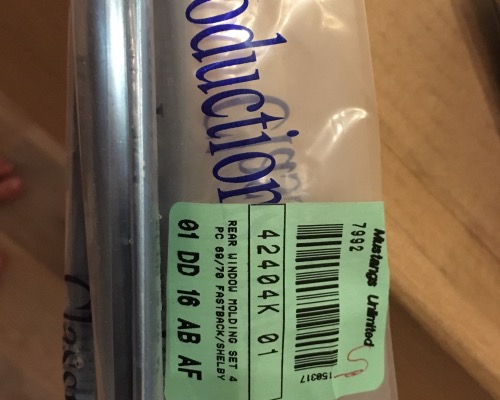 oduction
Mustangs Unlimited
7992
150317
42404K 01
REAR WINDOW MOLDING SET 4
PC 69/70 FASTBACK/SHELBY
01 DD 16 AB AF